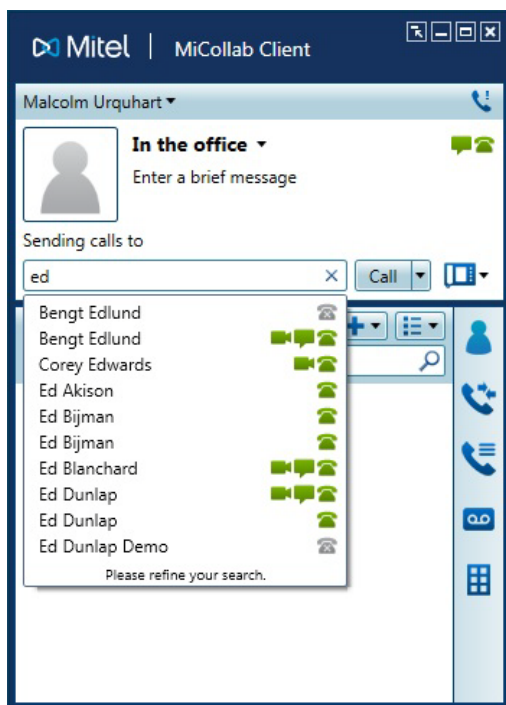 Mitel | MiCollab Client
Malcolm Urquhart
In the office
Enter a brief message
Sending calls to
ed Call
Bengt Edlund
Bengt Edlund
Corey Edwards
Ed Akison
Ed Bijman
Ed Bijman
Ed Blanchard
Ed Dunlap
Ed Dunlap
Ed Dunlap Demo
Please refine your search.